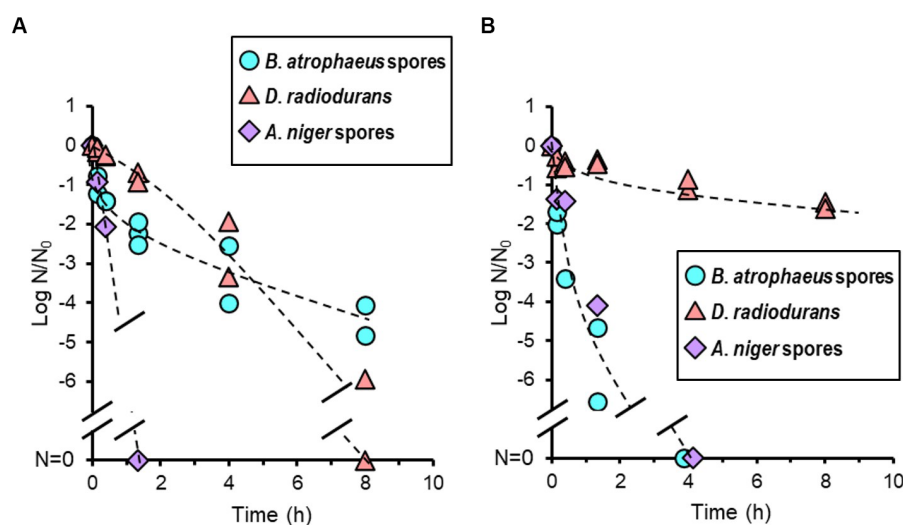 A
B. atrophaeus spores
D. radiodurans
A. niger spores
1
0
-1
-2
-3
-4
-5
-6
N=0
Log N/N0
0
2
4
6
8
10
Time (h)
B
1
0
-1
-2
-3
-4
-5
-6
N=0
Log N/N0
B. atrophaeus spores
D. radiodurans
A. niger spores
0
2
4
6
8
10
Time (h)